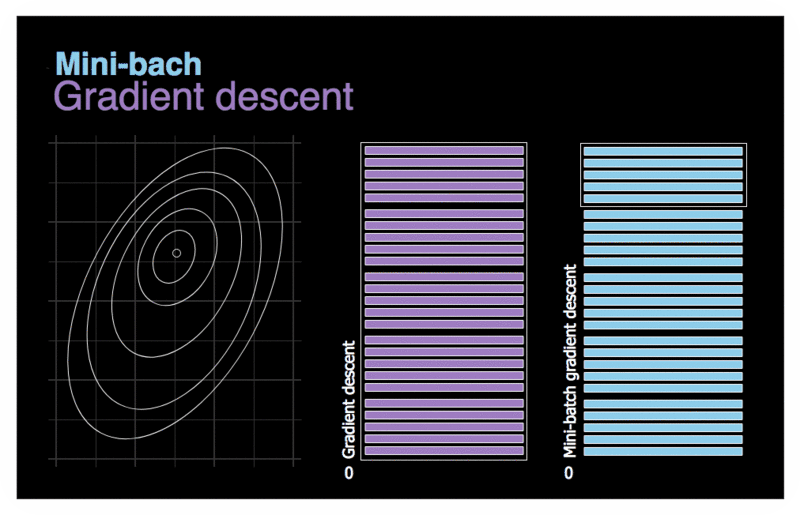 Mini-bach
Gradient descent
Gradient descent
0
Mini-batch gradient descent
0